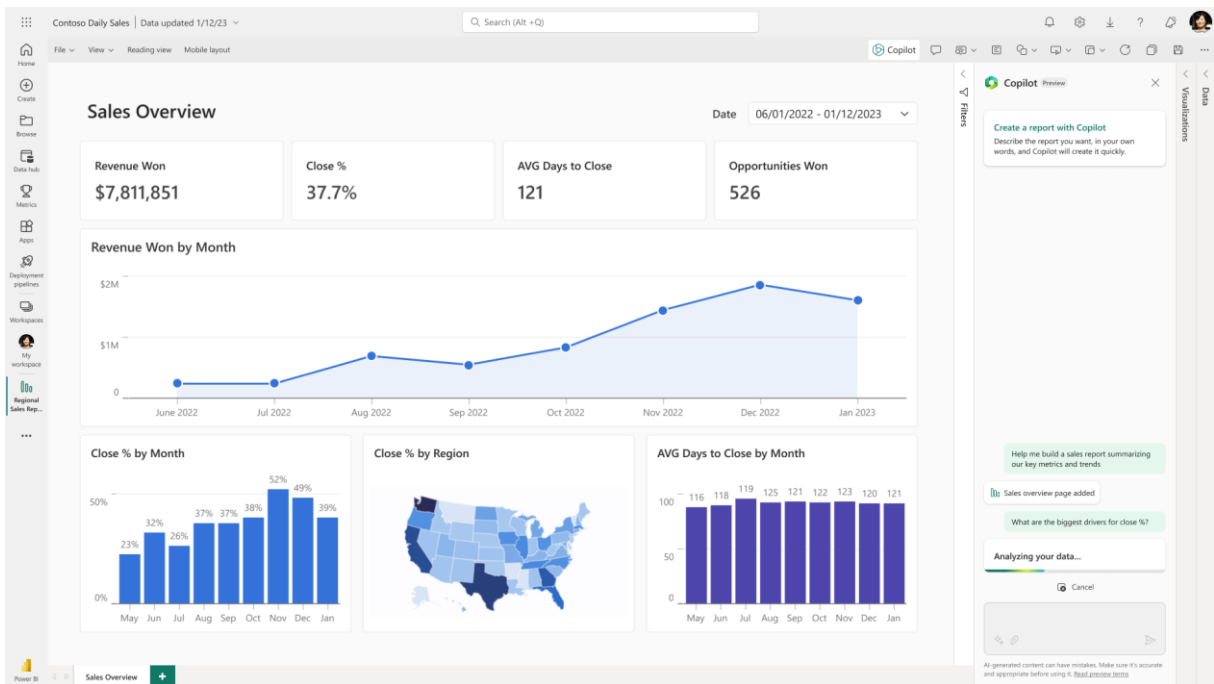 Contoso Daily Sales | Data updated 1/12/23
Search (Alt +Q)
File
View
Reading view
Mobile layout
Copilot
Home
Create
Browse
Data hub
Metrics
Apps
Deployment
pipelines
Workspaces
My
workspace
Regional
Sales Rep...
Power BI
Sales Overview
Date
06/01/2022 - 01/12/2023
Revenue Won
$7,811,851
Close %
37.7%
AVG Days to Close
121
Opportunities Won
526
Revenue Won by Month
$2M
$1M
0
June 2022 Jul 2022 Aug 2022 Sep 2022 Oct 2022 Nov 2022 Dec 2022 Jan 2023
Close % by Month
50%
0%
23% 32% 26% 37% 37% 38% 52% 49% 39%
May Jun Jul Aug Sep Oct Nov Dec Jan
Close % by Region
AVG Days to Close by Month
100
50
0
116 118 119 125 121 122 123 120 121
May Jun Jul Aug Sep Oct Nov Dec Jan
Sales Overview
Filters
Copilot Preview
Create a report with Copilot
Describe the report you want, in your own
words, and Copilot will create it quickly.
Help me build a sales report summarizing
our key metrics and trends
Sales overview page added
What are the biggest drivers for close %?
Analyzing your data...
Cancel
AI-generated content can have mistakes. Make sure it's accurate
and appropriate before using it. Read preview terms
Visualizations
Data